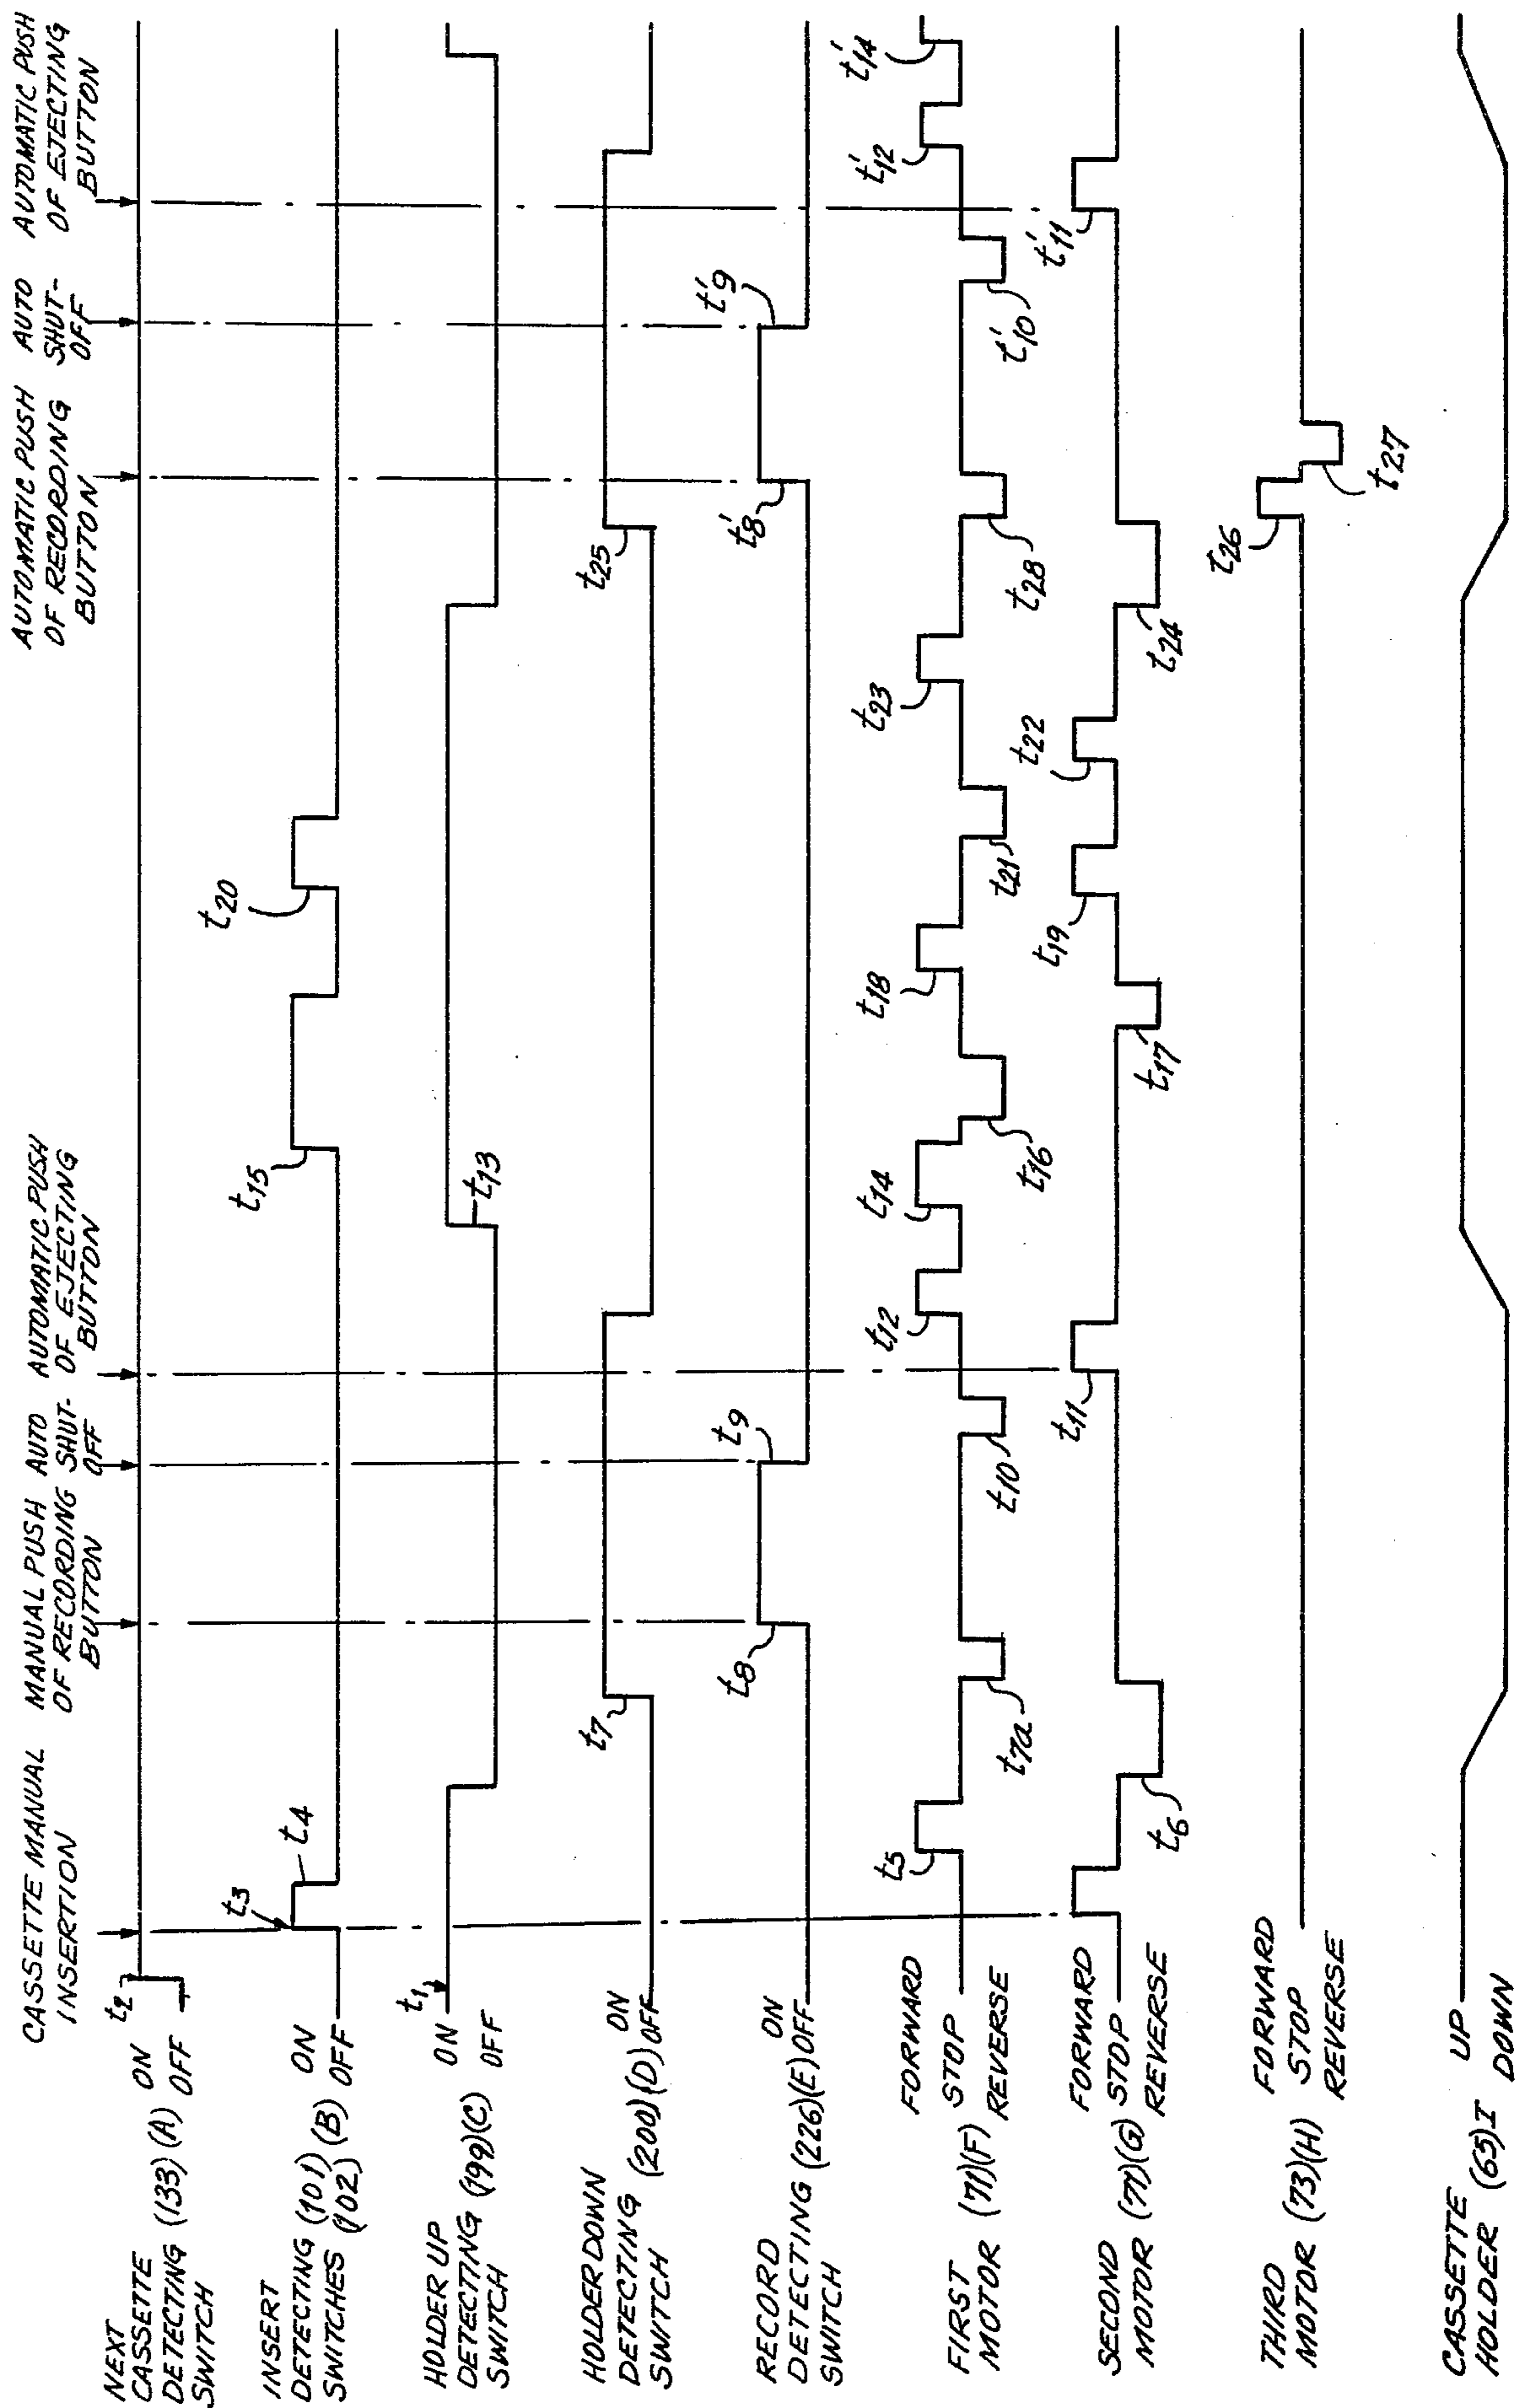 CASSETTE MANUAL
INSERTION
MANUAL PUSH
OF RECORDING
BUTTON
AUTO
SHUT-
OFF
AUTOMATIC PUSH
OF EJECTING
BUTTON
AUTOMATIC PUSH
OF RECORDING
BUTTON
AUTO
SHUT-
OFF
AUTOMATIC PUSH
OF EJECTING
BUTTON
NEXT
CASSETTE
DETECTING (133) (A) ON
SWITCH OFF
t2
INSERT
DETECTING (101) (B) ON
SWITCHES (102) OFF
t3 t4 t15 t20
HOLDER UP
DETECTING (199)(C) ON
SWITCH OFF
t1 t13
HOLDER DOWN
DETECTING (200)(D) ON
SWITCH OFF
t7 t25
RECORD
DETECTING (226)(E) ON
SWITCH OFF
t8 t9 t'8 t'9
FIRST
MOTOR (71)(F)
FORWARD
STOP
REVERSE
t5 t7a t10 t12 t14 t16 t18 t21 t23 t28 t'10 t'12 t'14
SECOND
MOTOR (71)(G)
FORWARD
STOP
REVERSE
t6 t11 t17 t19 t22 t24 t'11
THIRD
MOTOR (73)(H)
FORWARD
STOP
REVERSE
t26 t27
CASSETTE
HOLDER (65)I
UP
DOWN